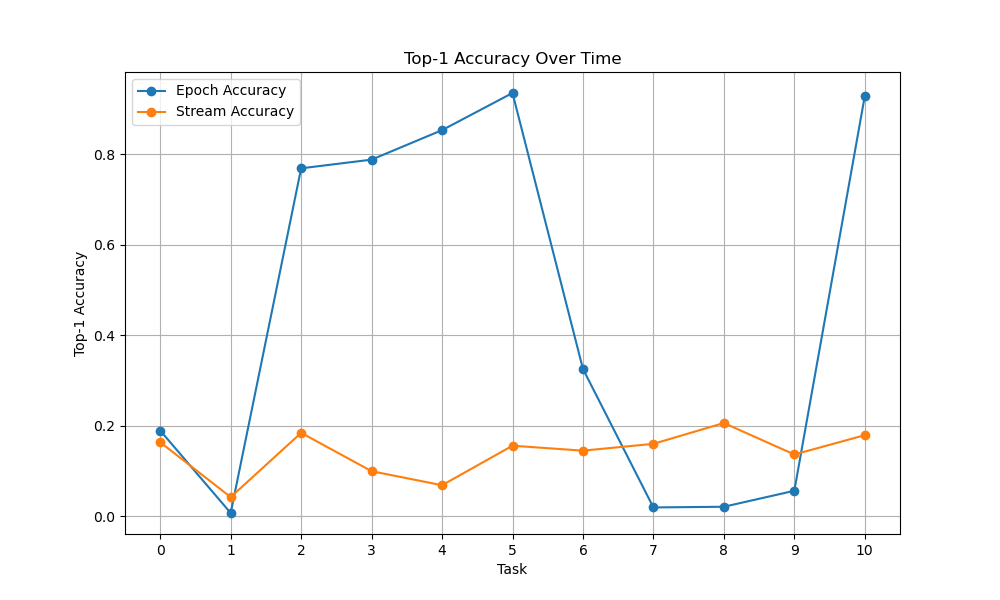 Top-1 Accuracy Over Time
Epoch Accuracy
Stream Accuracy
Top-1 Accuracy
0.8
0.6
0.4
0.2
0.0
0 1 2 3 4 5 6 7 8 9 10
Task